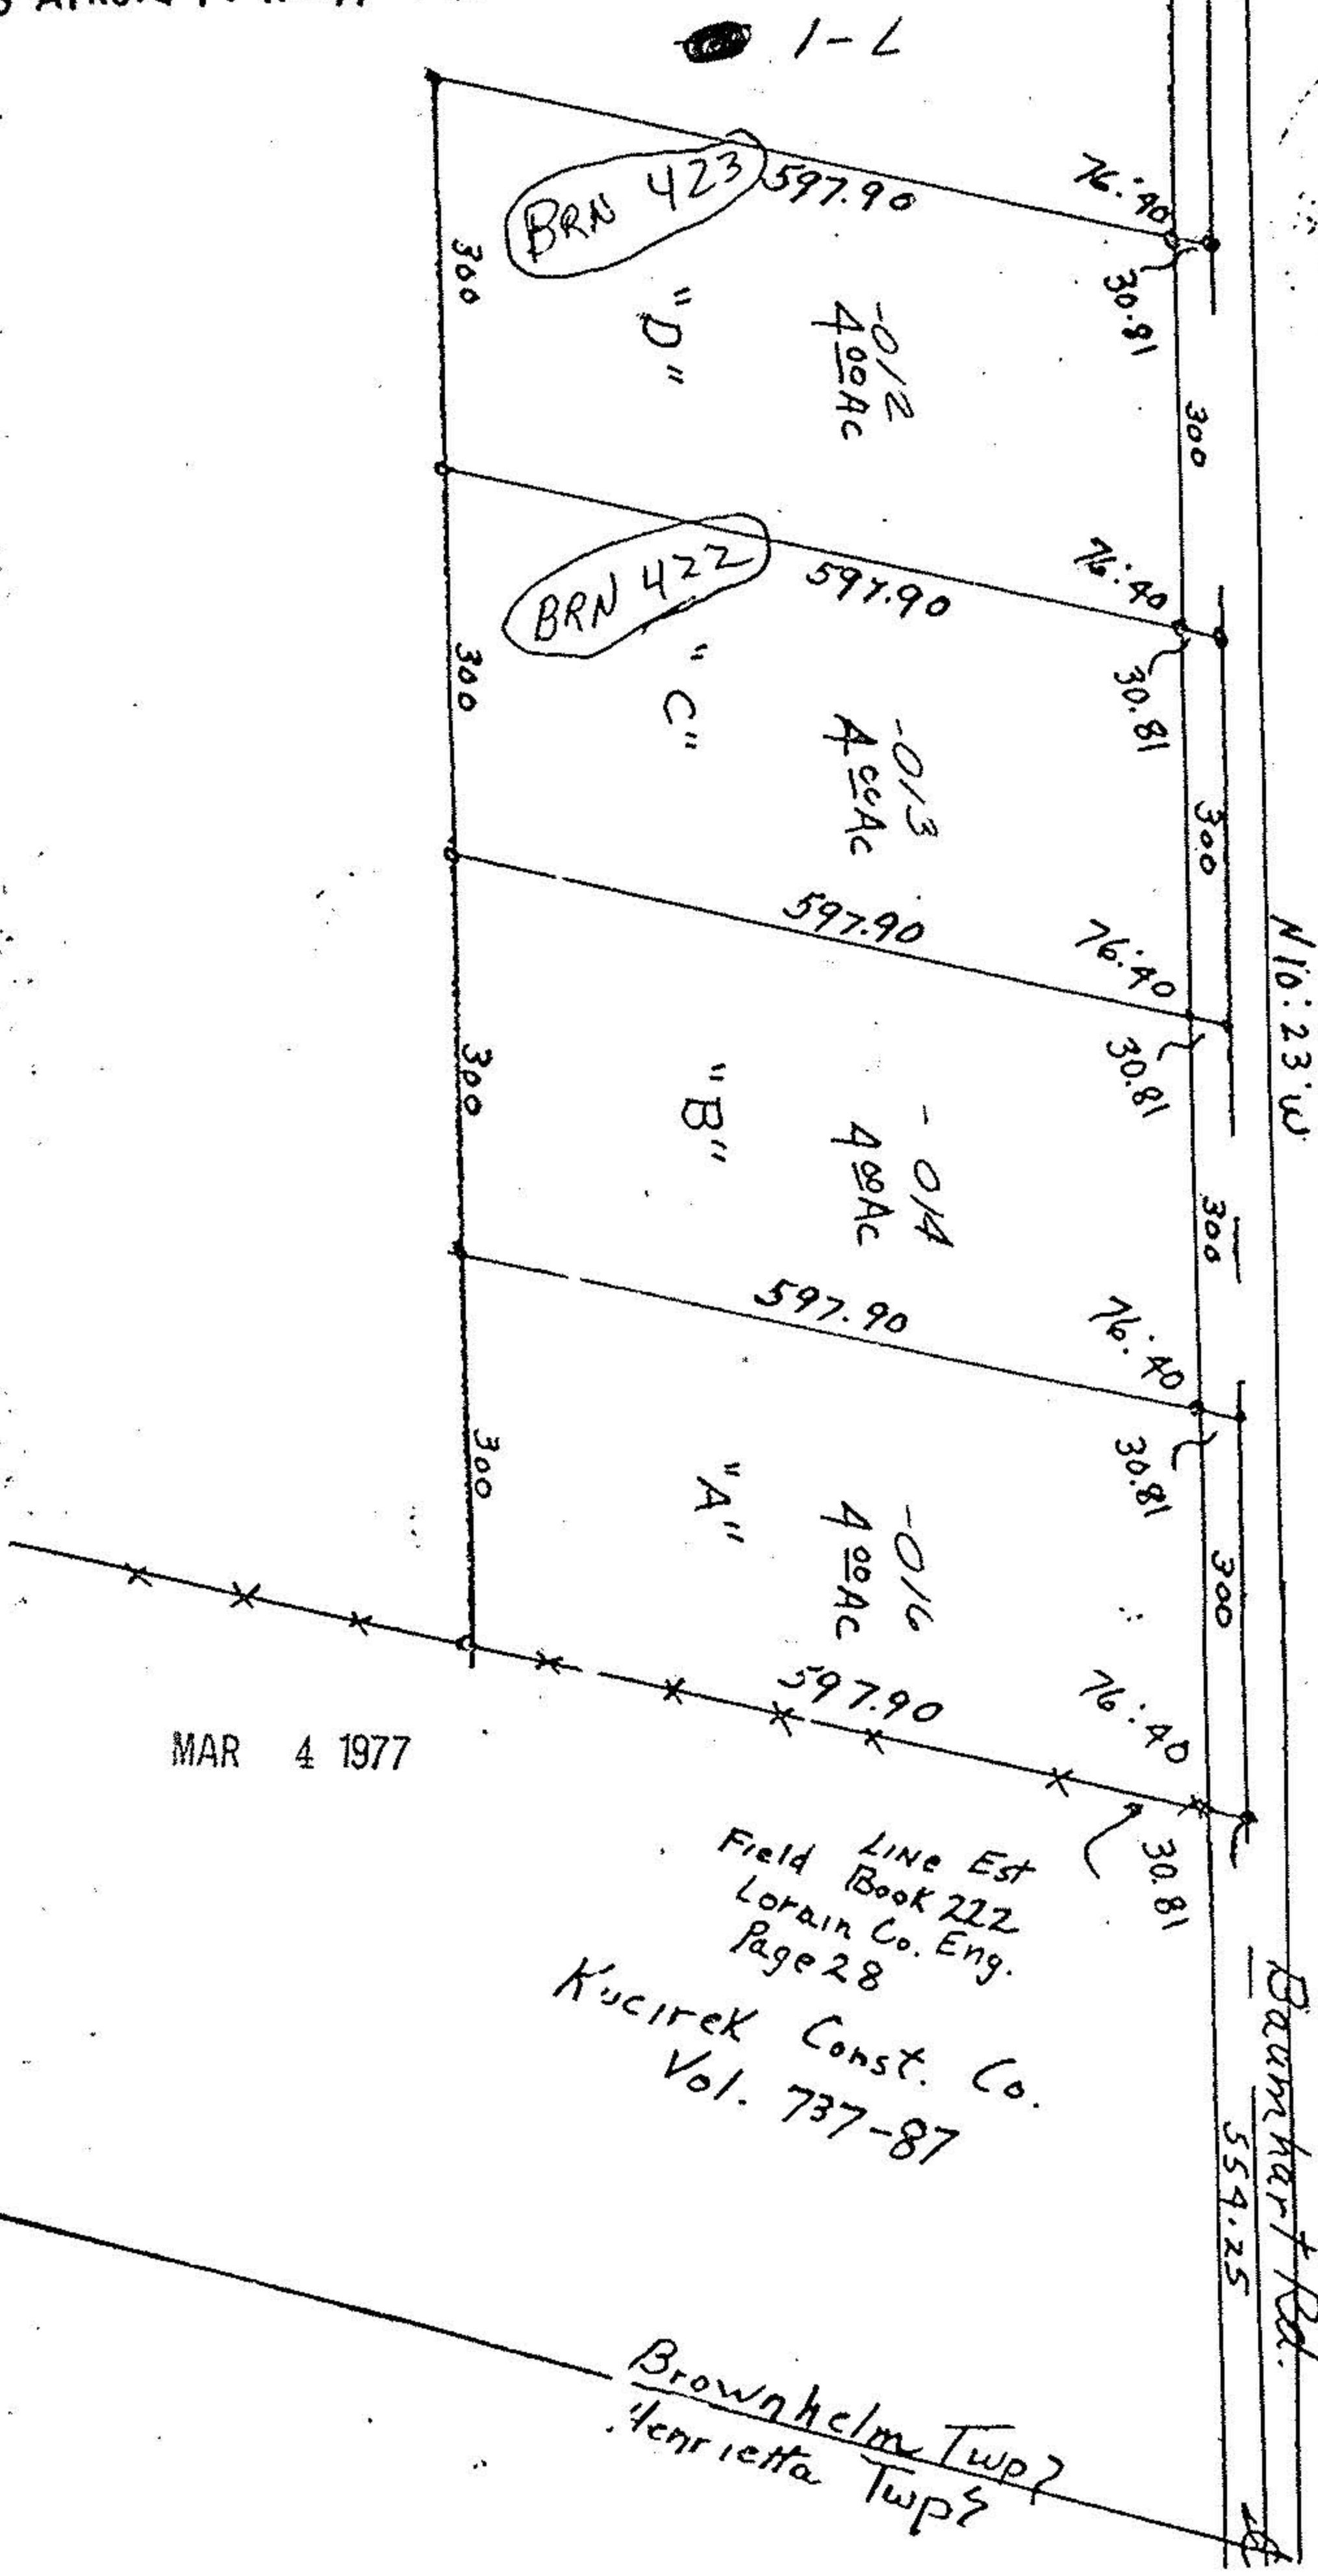 1-L
BRN 423
597.90
76:40
30.81
300
300
"D"
-012
4 00 Ac
BRN 422
597.90
76:40
30.81
300
300
"C"
-013
4 00 Ac
597.90
76:40
30.81
300
300
"B"
-014
4 00 Ac
N10:23'W
597.90
76:40
30.81
300
300
"A"
-016
4 00 Ac
597.90
76:40
30.81
MAR 4 1977
LINe Est
Field Book 222
Lorain Co. Eng.
Page 28
Kucirek Const. Co.
Vol. 737-87
Baumhart Rd.
554.25
Brownhelm Twp
Henrietta Twp